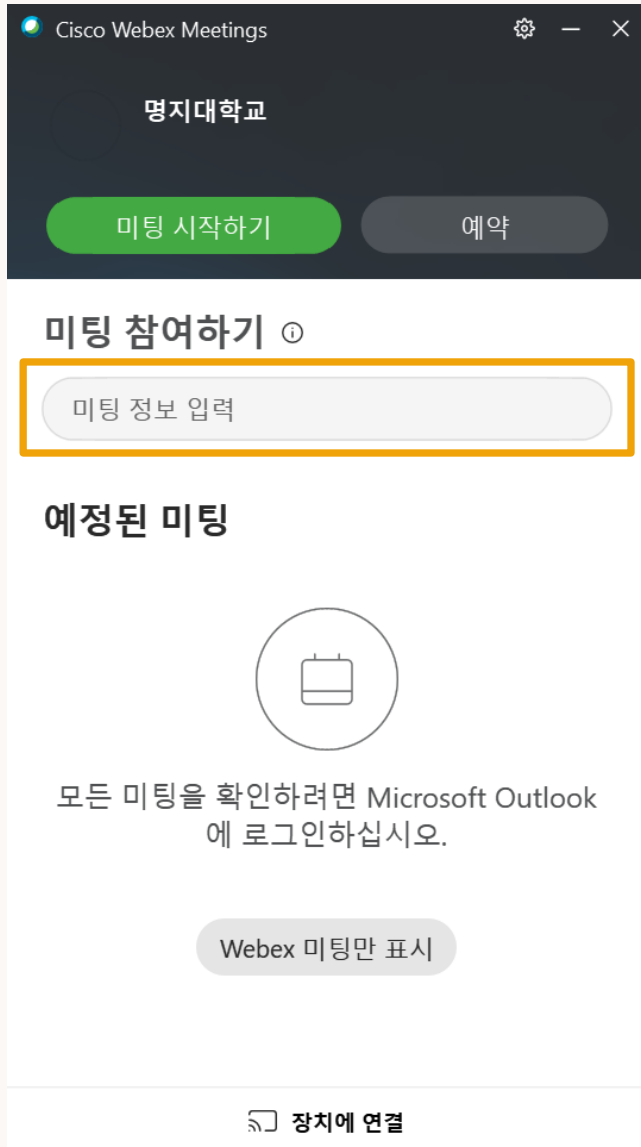 Cisco Webex Meetings
명지대학교
미팅 시작하기
예약
미팅 참여하기
미팅 정보 입력
예정된 미팅
모든 미팅을 확인하려면 Microsoft Outlook
에 로그인하십시오.
Webex 미팅만 표시
장치에 연결